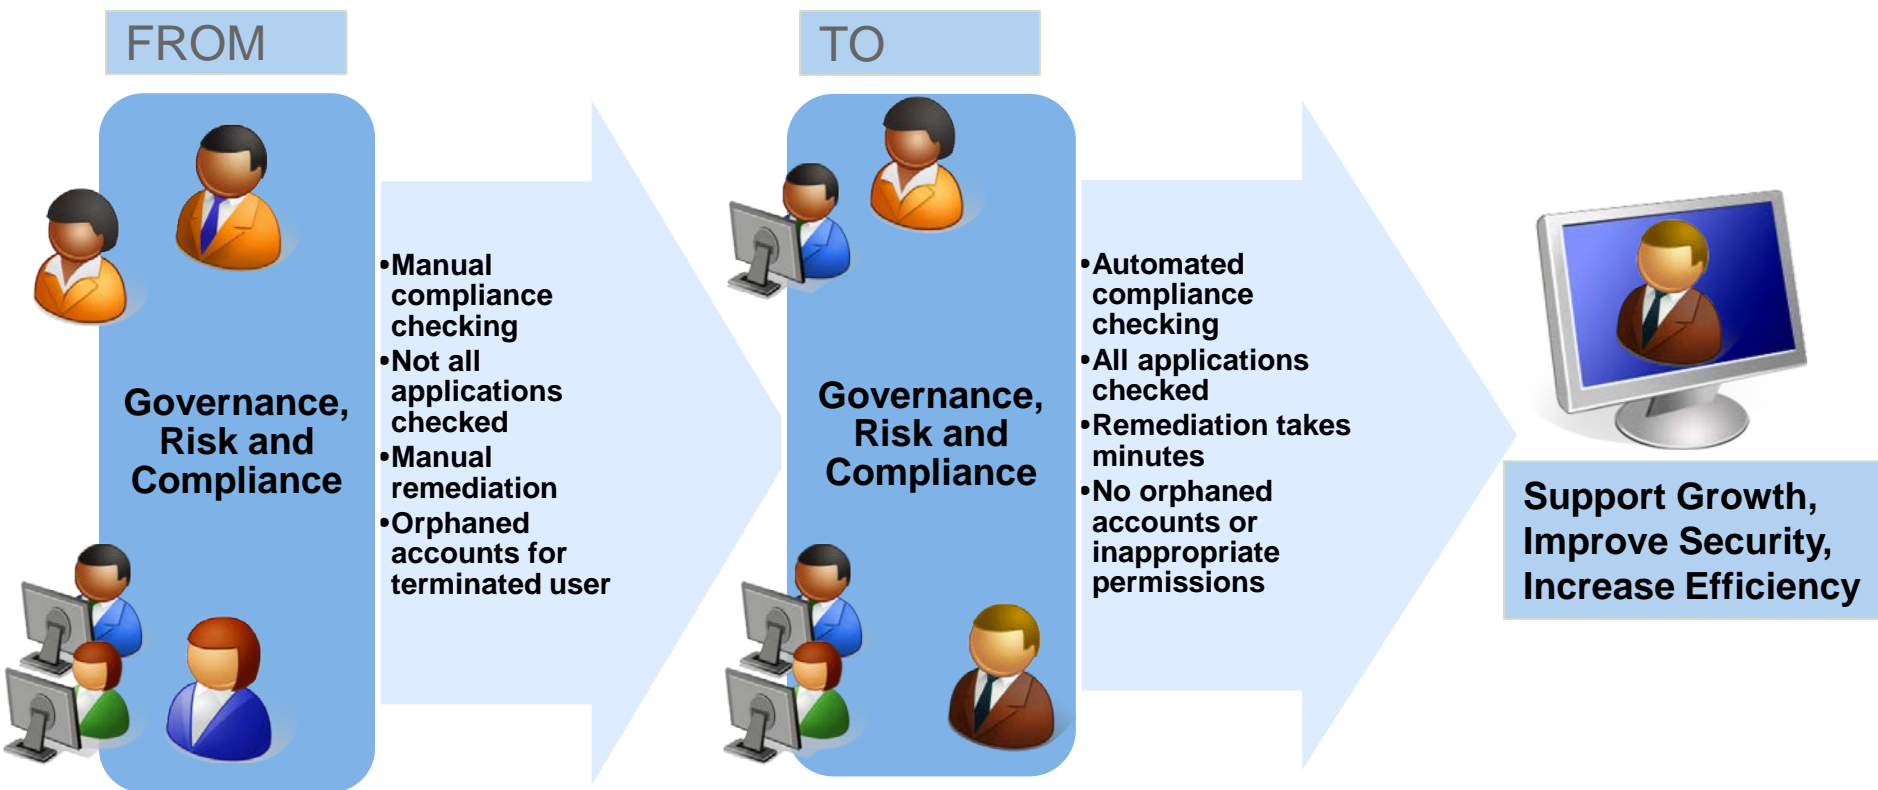 FROM
Governance,
Risk and
Compliance
•Manual
compliance
checking
•Not all
applications
checked
•Manual
remediation
•Orphaned
accounts for
terminated user
TO
Governance,
Risk and
Compliance
•Automated
compliance
checking
•All applications
checked
•Remediation takes
minutes
•No orphaned
accounts or
inappropriate
permissions
Support Growth,
Improve Security,
Increase Efficiency